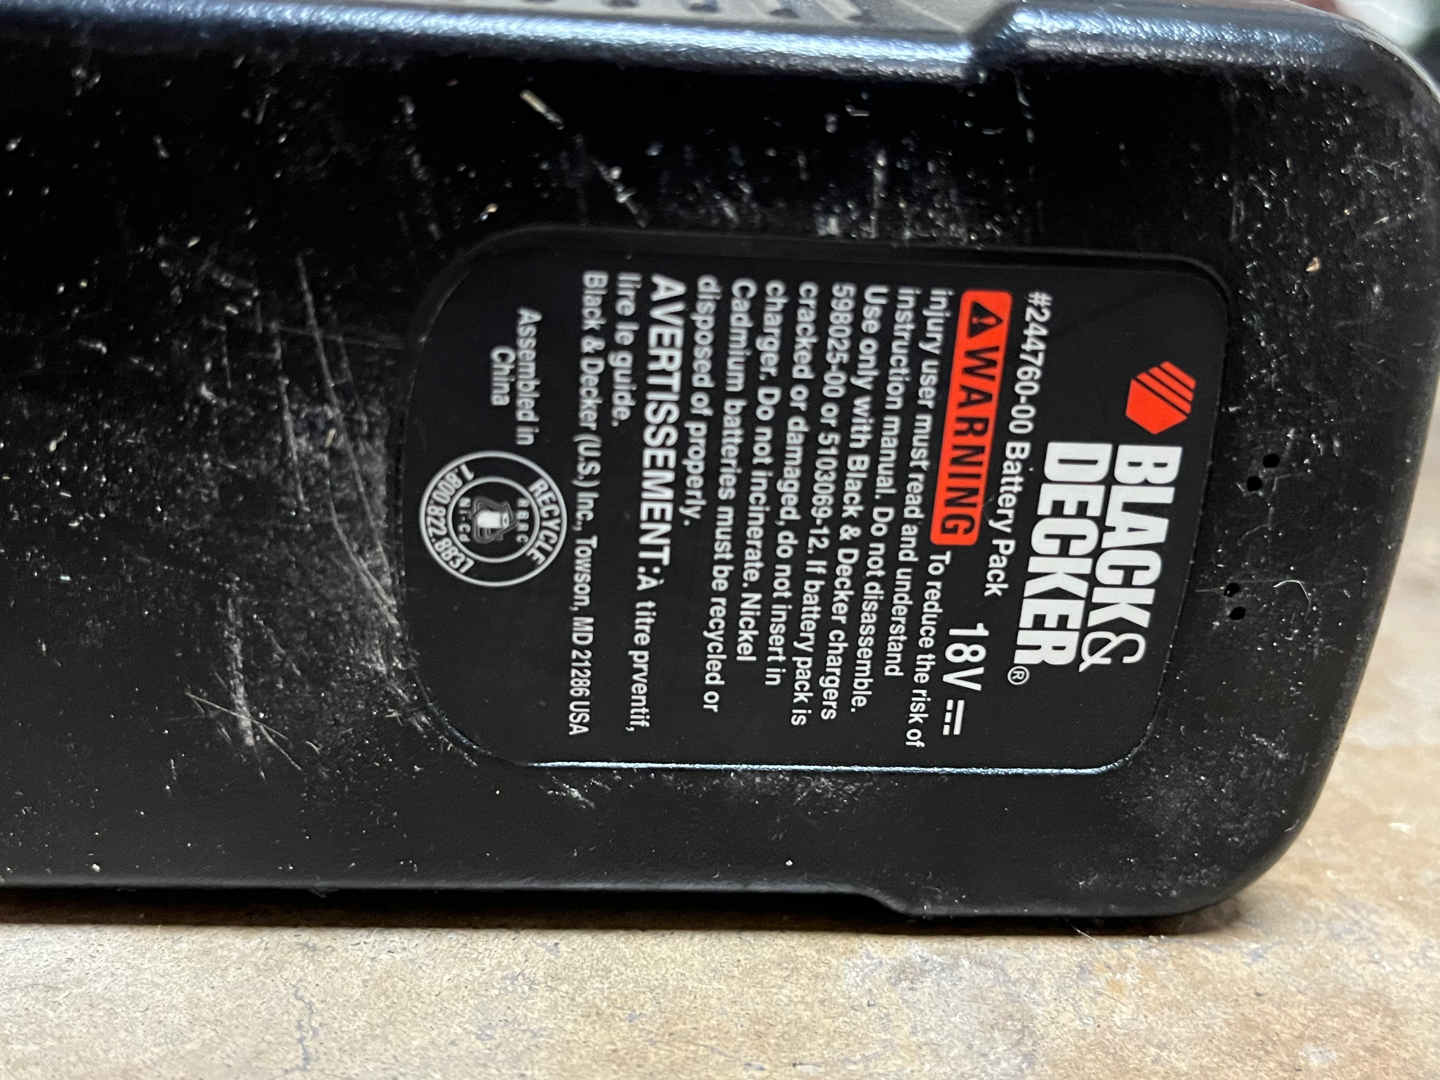 BLACK&
DECKER®
#244760-00 Battery Pack 18V
WARNING To reduce the risk of
injury user must read and understand
instruction manual. Do not disassemble.
Use only with Black & Decker chargers
598025-00 or 5103069-12. If battery pack is
cracked or damaged, do not insert in
charger. Do not incinerate. Nickel
Cadmium batteries must be recycled or
disposed of properly.
AVERTISSEMENT: À titre prventif,
lire le guide.
Black & Decker (U.S.) Inc., Towson, MD 21286 USA
Assembled in
China
RECYCLE
RBRC
Ni-Cd
1.800.822.8837